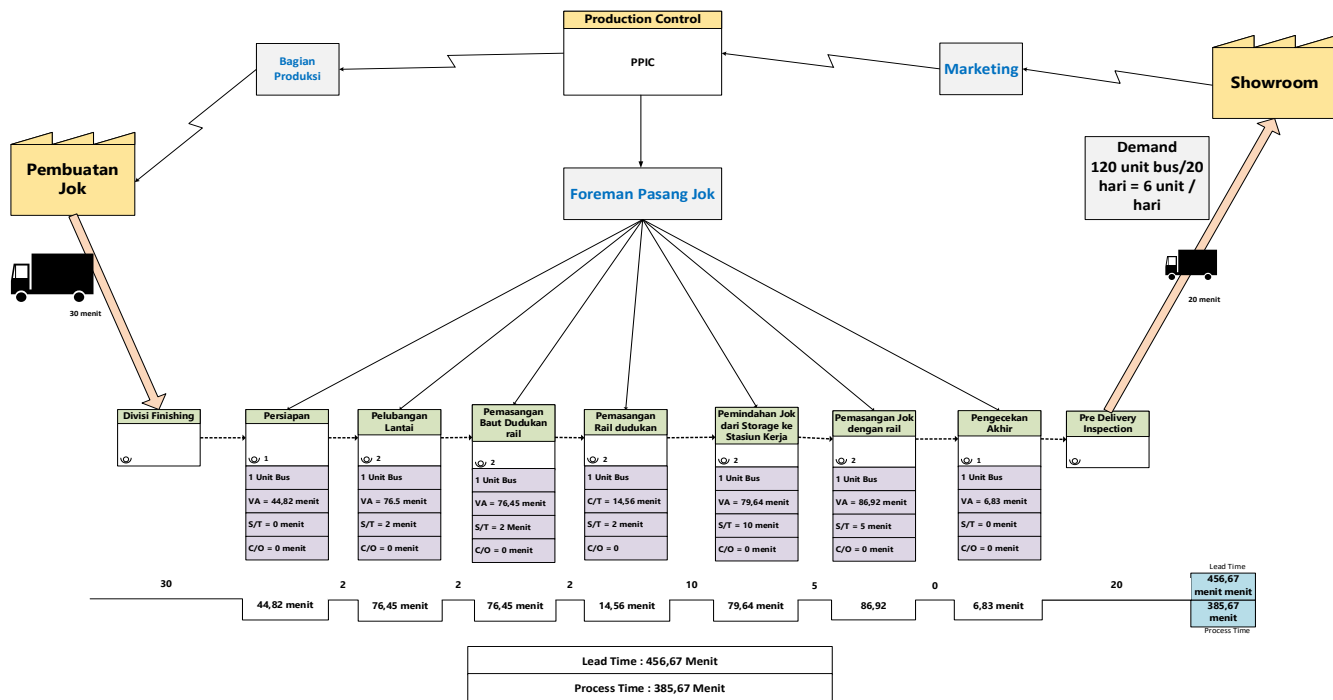 Production Control
PPIC
Bagian
Produksi
Marketing
Showroom
Pembuatan
Jok
Foreman Pasang Jok
Demand
120 unit bus/20
hari = 6 unit /
hari
30 menit
20 menit
Divisi Finishing
Persiapan
1
1 Unit Bus
VA = 44,82 menit
S/T = 0 menit
C/O = 0 menit
Pelubangan
Lantai
2
1 Unit Bus
VA = 76.5 menit
S/T = 2 menit
C/O = 0 menit
Pemasangan
Baut Dudukan
rail
2
1 Unit Bus
VA = 76,45 menit
S/T = 2 Menit
C/O = 0 menit
Pemasangan
Rail dudukan
2
1 Unit Bus
C/T = 14,56 menit
S/T = 2 menit
C/O = 0
Pemindahan Jok
dari Storage ke
Stasiun Kerja
2
1 Unit Bus
VA = 79,64 menit
S/T = 10 menit
C/O = 0 menit
Pemasangan Jok
dengan rail
2
1 Unit Bus
VA = 86,92 menit
S/T = 5 menit
C/O = 0 menit
Pengecekan
Akhir
1
1 Unit Bus
VA = 6,83 menit
S/T = 0 menit
C/O = 0 menit
Pre Delivery
Inspection
30 2 2 2 10 5 0 20
44,82 menit 76,45 menit 76,45 menit 14,56 menit 79,64 menit 86,92 6,83 menit
Lead Time
456,67
menit menit
385,67
menit
Process Time
Lead Time : 456,67 Menit
Process Time : 385,67 Menit